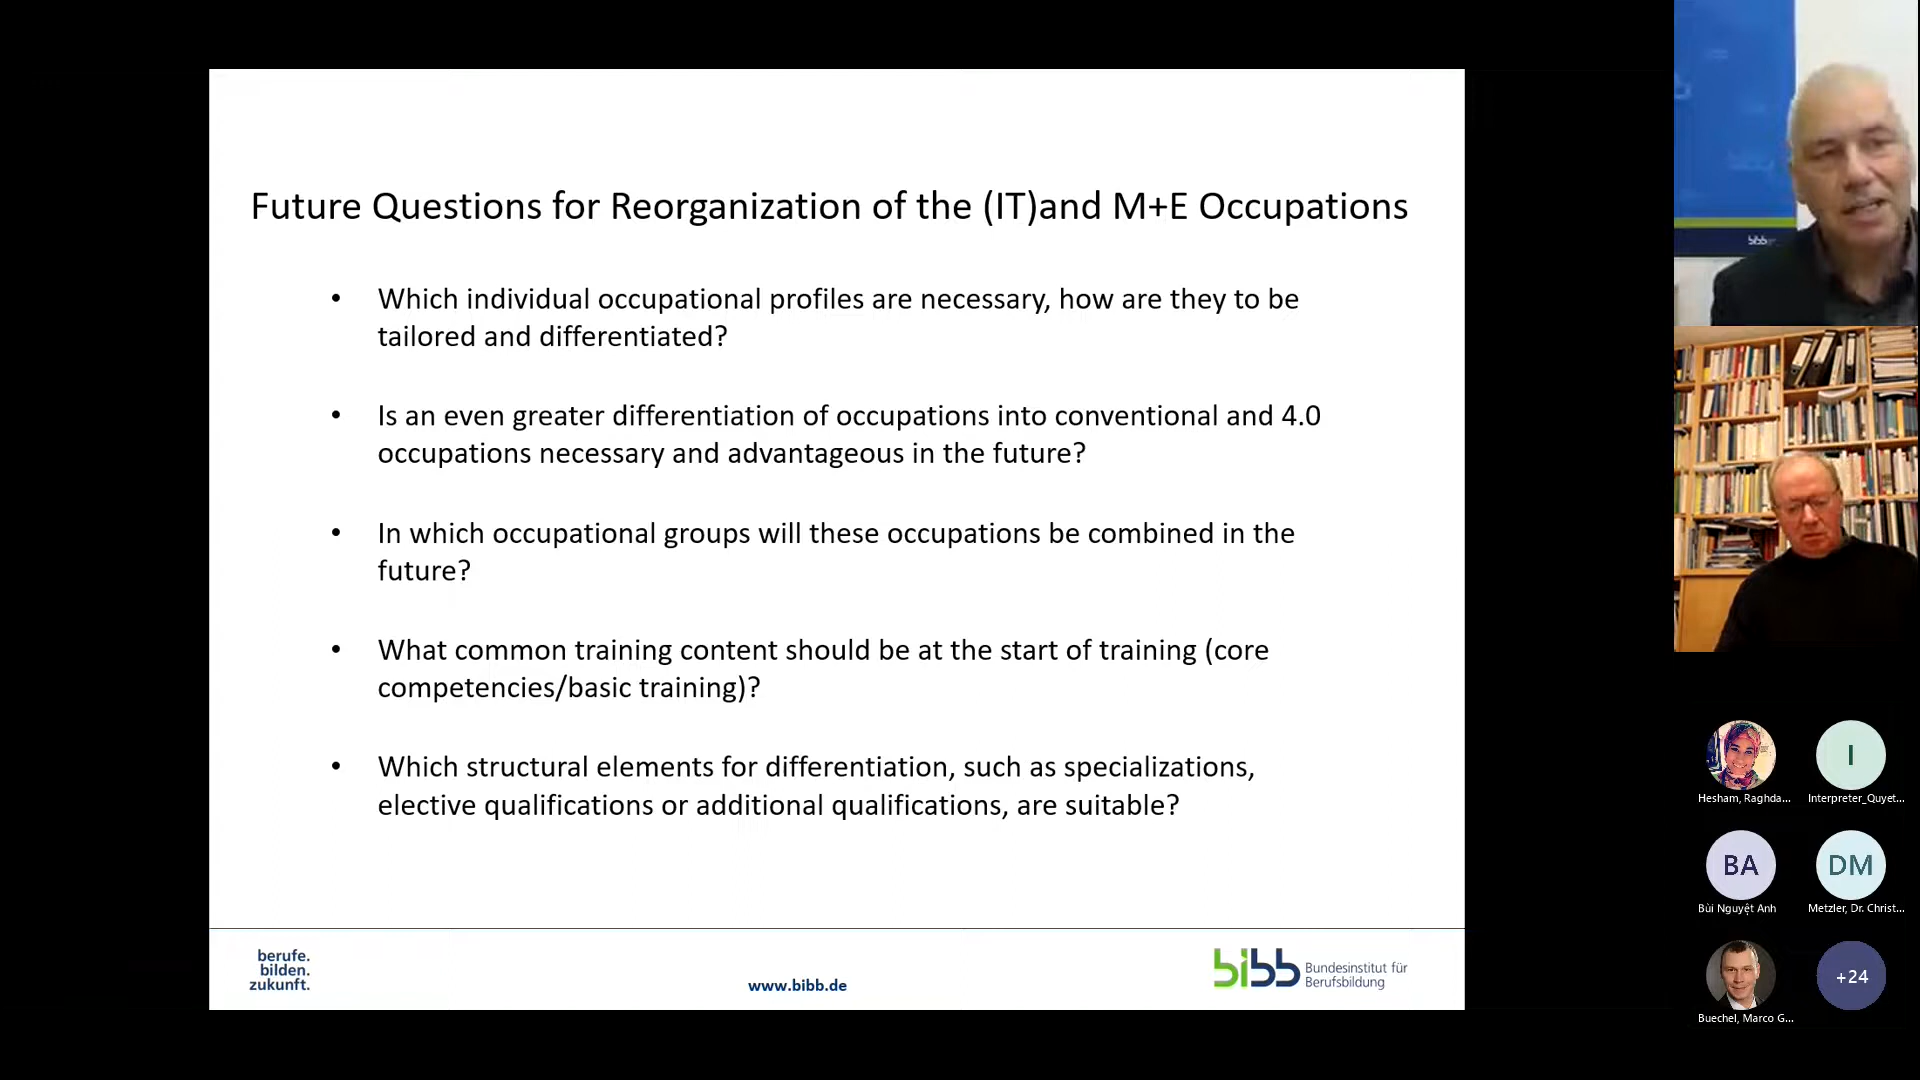 Future Questions for Reorganization of the (IT)and M+E Occupations
• Which individual occupational profiles are necessary, how are they to be
tailored and differentiated?
• Is an even greater differentiation of occupations into conventional and 4.0
occupations necessary and advantageous in the future?
• In which occupational groups will these occupations be combined in the
future?
• What common training content should be at the start of training (core
competencies/basic training)?
• Which structural elements for differentiation, such as specializations,
elective qualifications or additional qualifications, are suitable?
berufe.
bilden.
zukunft.
www.bibb.de
bibb Bundesinstitut für
Berufsbildung
bibb
Hesham, Raghda...
I
Interpreter_Quyet...
BA
Bùi Nguyệt Anh
DM
Metzler, Dr. Christ...
Buechel, Marco G...
+24